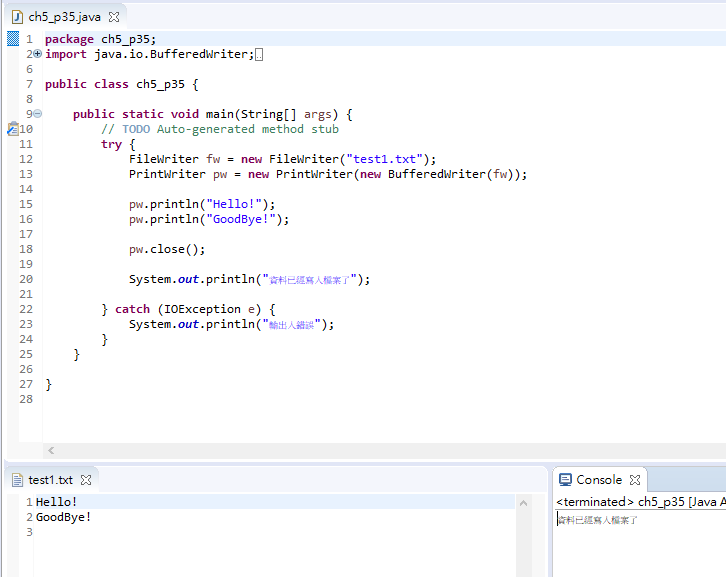 ch5_p35.java
1 package ch5_p35;
2 import java.io.BufferedWriter;
6
7 public class ch5_p35 {
8
9 public static void main(String[] args) {
10 // TODO Auto-generated method stub
11 try {
12 FileWriter fw = new FileWriter("test1.txt");
13 PrintWriter pw = new PrintWriter(new BufferedWriter(fw));
14
15 pw.println("Hello!");
16 pw.println("GoodBye!");
17
18 pw.close();
19
20 System.out.println("資料已經寫入檔案了");
21
22 } catch (IOException e) {
23 System.out.println("輸出入錯誤");
24 }
25 }
26
27 }
28
test1.txt
1 Hello!
2 GoodBye!
3
Console
<terminated> ch5_p35 [Java A
資料已經寫入檔案了